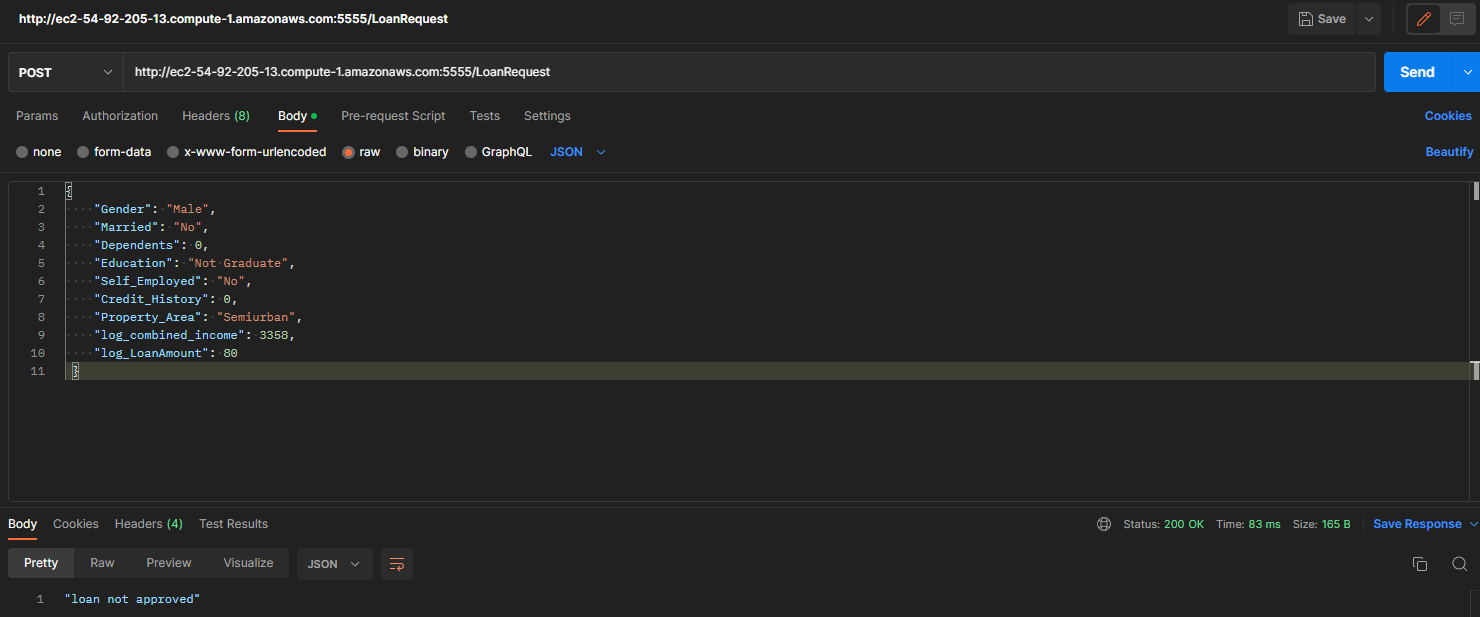 http://ec2-54-92-205-13.compute-1.amazonaws.com:5555/LoanRequest Save
POST http://ec2-54-92-205-13.compute-1.amazonaws.com:5555/LoanRequest Send
Params Authorization Headers (8) Body Pre-request Script Tests Settings Cookies
none form-data x-www-form-urlencoded raw binary GraphQL JSON Beautify
1 {
2 "Gender": "Male",
3 "Married": "No",
4 "Dependents": 0,
5 "Education": "Not Graduate",
6 "Self_Employed": "No",
7 "Credit_History": 0,
8 "Property_Area": "Semiurban",
9 "log_combined_income": 3358,
10 "log_LoanAmount": 80
11 }
Body Cookies Headers (4) Test Results Status: 200 OK Time: 83 ms Size: 165 B Save Response
Pretty Raw Preview Visualize JSON
1 "loan not approved"